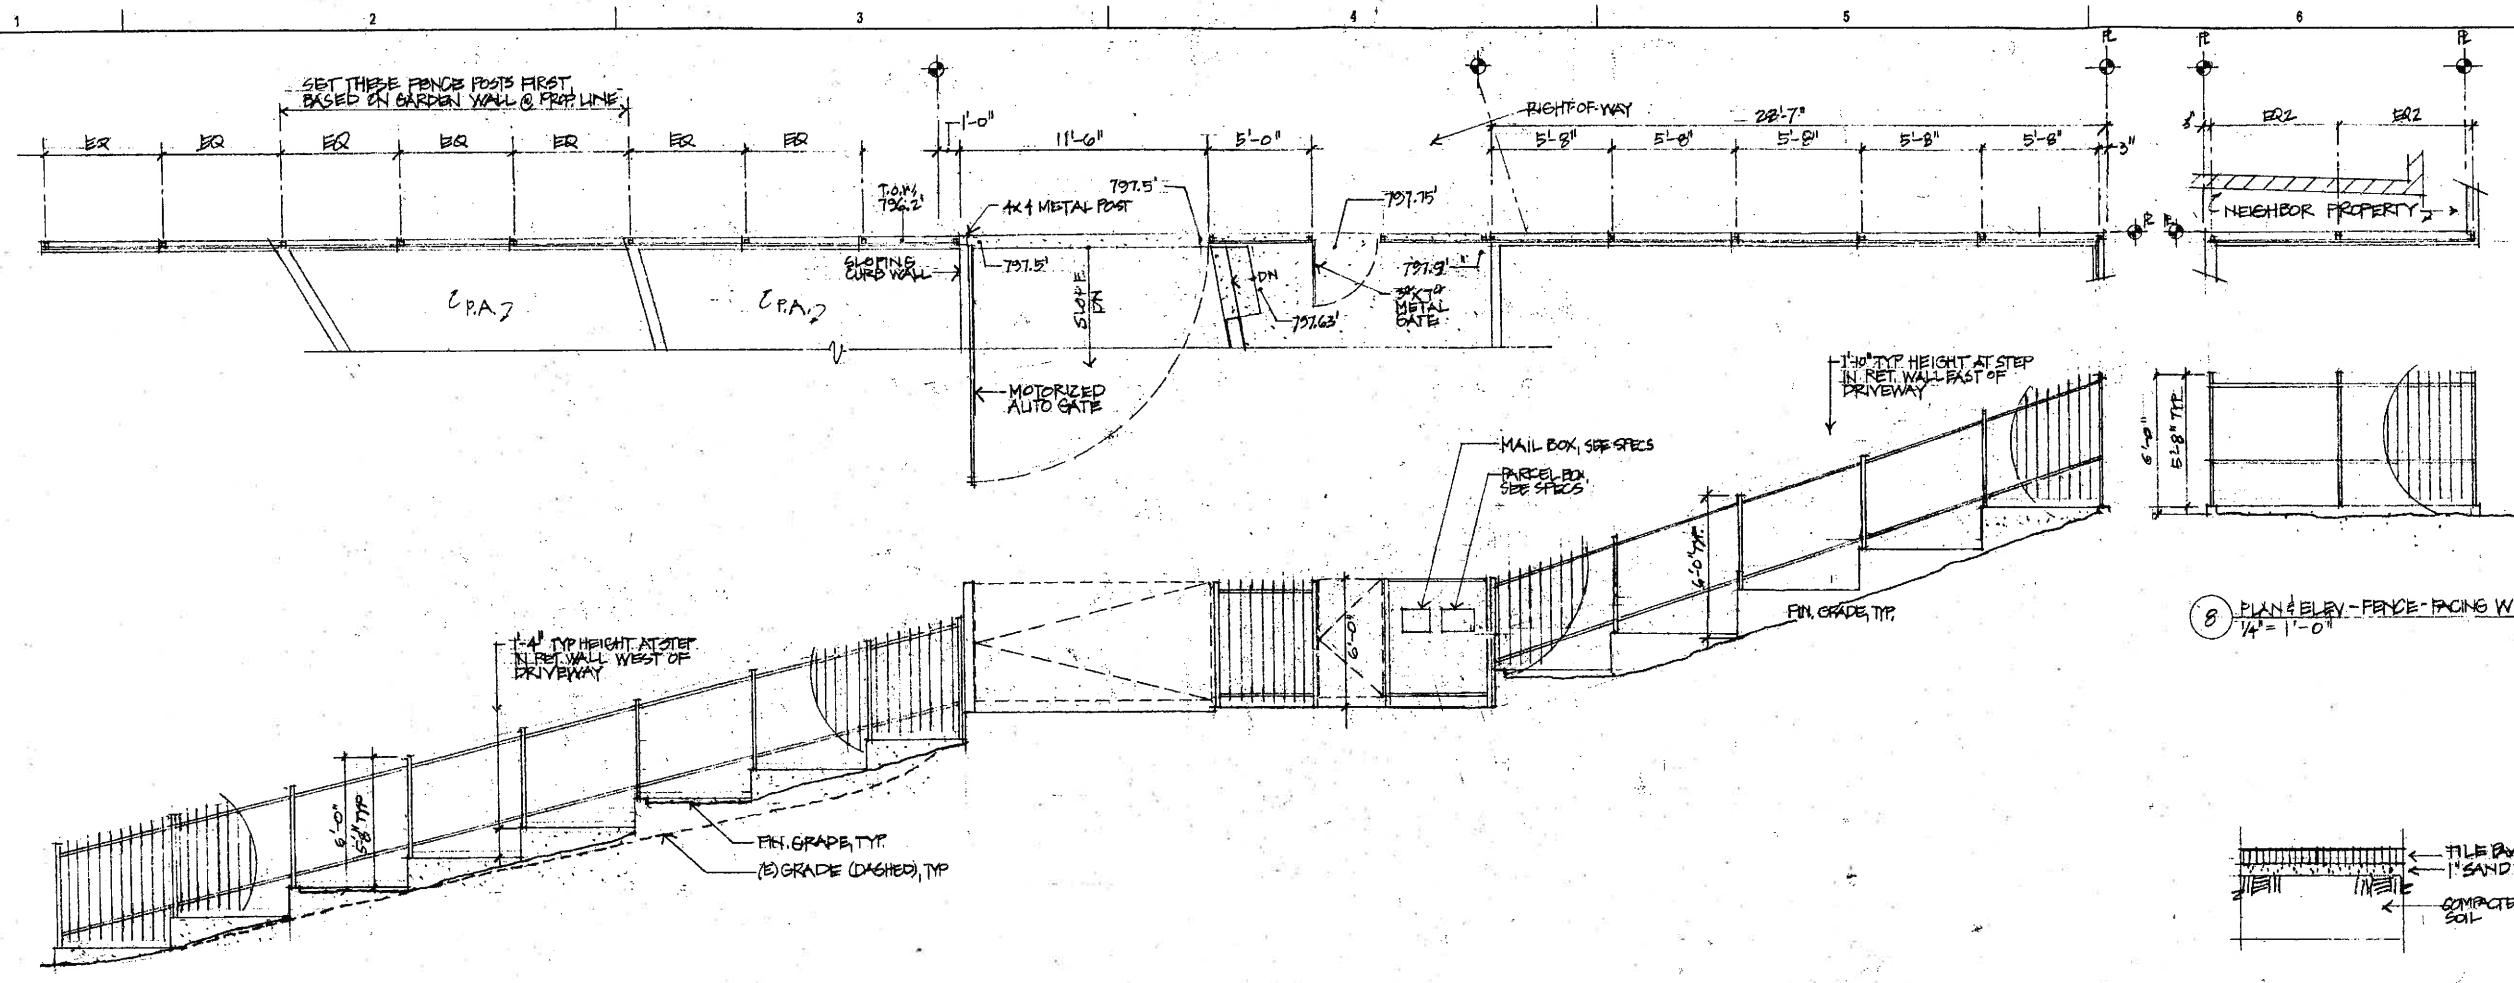 1 2 3 4 5 6
SET THESE FENCE POSTS FIRST,
BASED ON GARDEN WALL @ PROP. LINE.
EQ EQ EQ EQ EQ EQ EQ
1'-0"
11'-6"
5'-0"
RIGHT-OF-WAY
28'-7"
5'-8" 5'-8" 5'-8" 5'-8" 5'-8"
3"
EQ2 EQ2
T.O.W.
796.2'
4X4 METAL POST
797.5'
797.75'
NEIGHBOR PROPERTY
SLOPING
CURB WALL
797.5'
SLOPE
DN
DN
797.63'
797.9'
METAL
GATE
P.A.
P.A.
MOTORIZED
AUTO GATE
1'-10" TYP. HEIGHT AT STEP
IN RET. WALL EAST OF
DRIVEWAY
MAIL BOX, SEE SPECS
PARCEL BOX,
SEE SPECS
6'-0"
5'-8" TYP.
6'-0" TYP.
6'-0"
FIN. GRADE, TYP.
8
PLAN & ELEV - FENCE - FACING W
1/4" = 1'-0"
1'-4" TYP HEIGHT AT STEP
IN RET. WALL WEST OF
DRIVEWAY
6'-0"
5'-8" TYP
FIN. GRADE, TYP.
(E) GRADE (DASHED), TYP
TILE
1" SAND
COMPACTE
SOIL